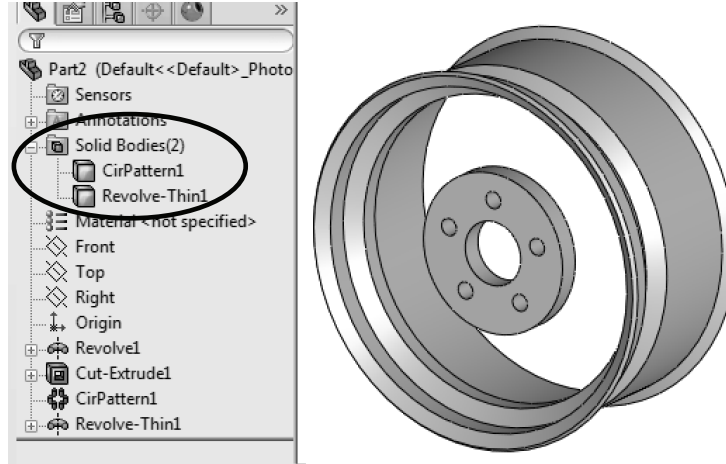 »
Part2 (Default<<Default>_Photo
Sensors
Annotations
Solid Bodies(2)
CirPattern1
Revolve-Thin1
Material <not specified>
Front
Top
Right
Origin
Revolve1
Cut-Extrude1
CirPattern1
Revolve-Thin1